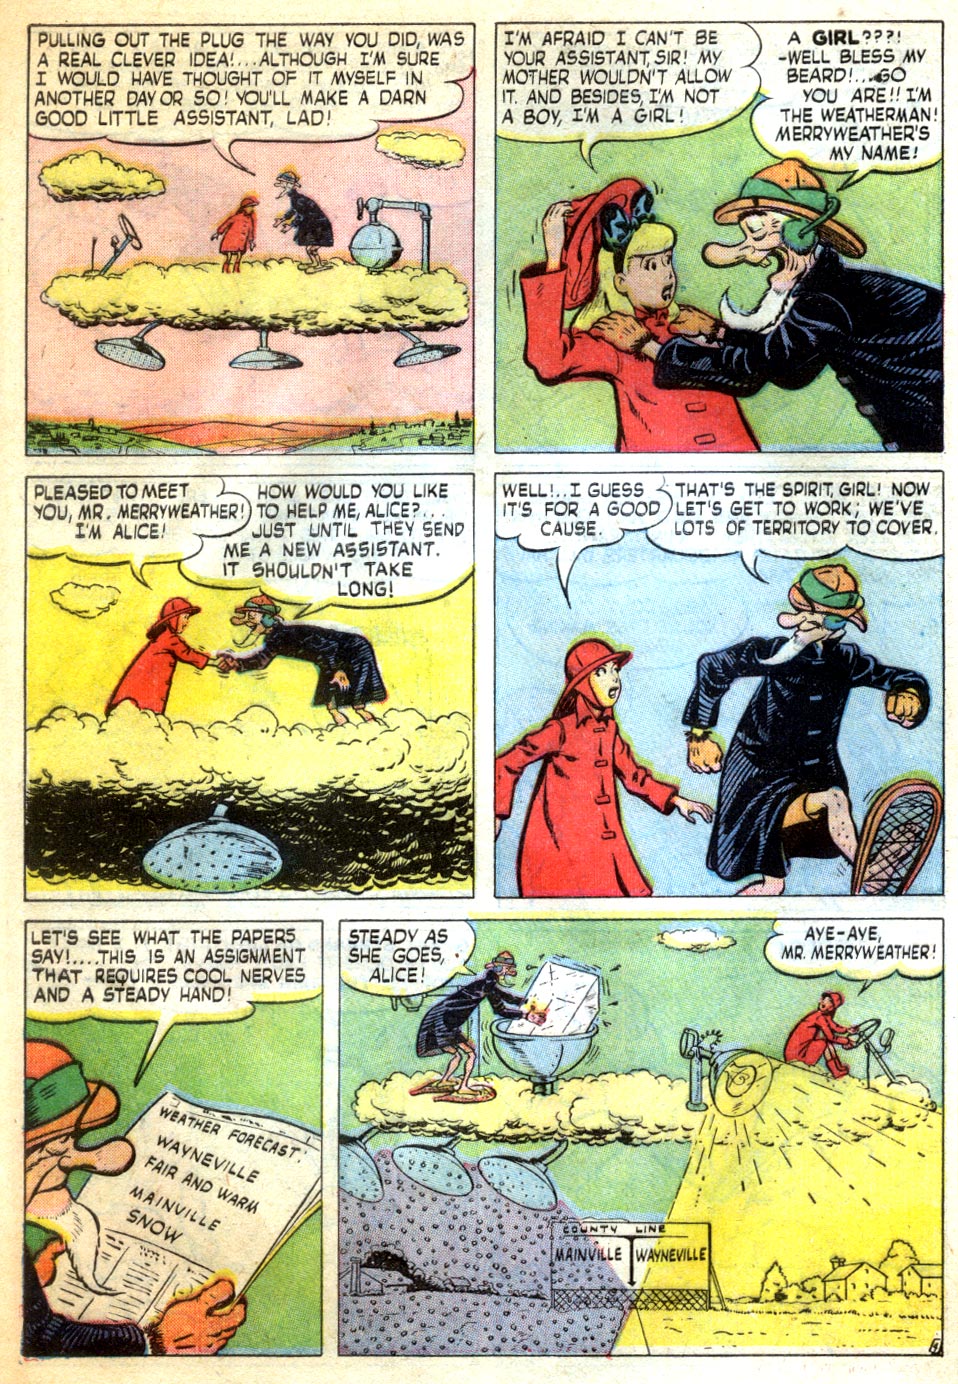 PULLING OUT THE PLUG THE WAY YOU DID, WAS
A REAL CLEVER IDEA!...ALTHOUGH I'M SURE
I WOULD HAVE THOUGHT OF IT MYSELF IN
ANOTHER DAY OR SO! YOU'LL MAKE A DARN
GOOD LITTLE ASSISTANT, LAD!
I'M AFRAID I CAN'T BE
YOUR ASSISTANT, SIR! MY
MOTHER WOULDN'T ALLOW
IT. AND BESIDES, I'M NOT
A BOY, I'M A GIRL!
A GIRL???!
-WELL BLESS MY
BEARD!...GO
YOU ARE!! I'M
THE WEATHERMAN!
MERRYWEATHER'S
MY NAME!
PLEASED TO MEET
YOU, MR. MERRYWEATHER!
I'M ALICE!
HOW WOULD YOU LIKE
TO HELP ME, ALICE?...
JUST UNTIL THEY SEND
ME A NEW ASSISTANT.
IT SHOULDN'T TAKE
LONG!
WELL!..I GUESS
IT'S FOR A GOOD
CAUSE.
THAT'S THE SPIRIT, GIRL! NOW
LET'S GET TO WORK; WE'VE
LOTS OF TERRITORY TO COVER.
LET'S SEE WHAT THE PAPERS
SAY!....THIS IS AN ASSIGNMENT
THAT REQUIRES COOL NERVES
AND A STEADY HAND!
WEATHER FORECAST:
WAYNEVILLE
FAIR AND WARM
MAINVILLE
SNOW
STEADY AS
SHE GOES,
ALICE!
AYE-AYE,
MR. MERRYWEATHER!
COUNTY LINE
MAINVILLE WAYNEVILLE
4